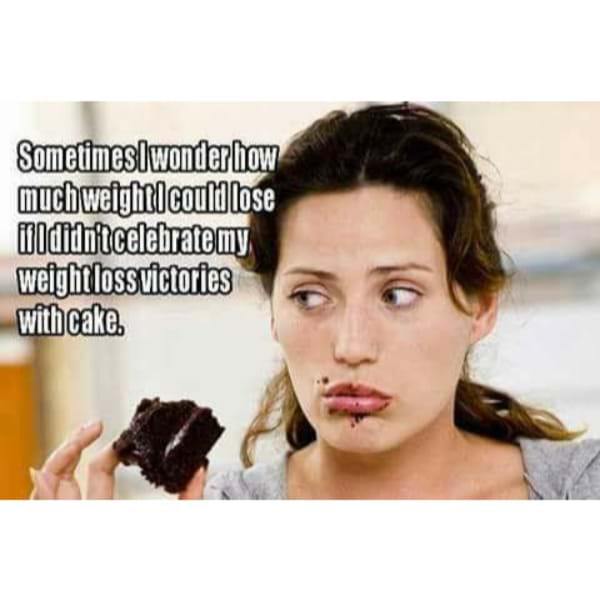 Sometimes I wonder how
much weight I could lose
if I didn't celebrate my
weight loss victories
with cake.